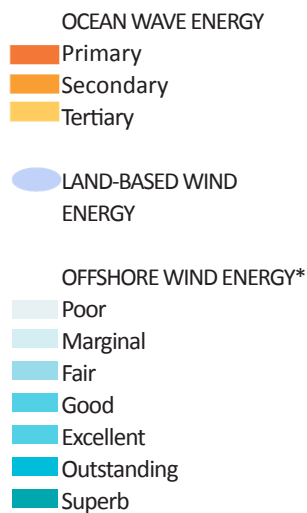 OCEAN WAVE ENERGY
Primary
Secondary
Tertiary
LAND-BASED WIND
ENERGY
OFFSHORE WIND ENERGY*
Poor
Marginal
Fair
Good
Excellent
Outstanding
Superb